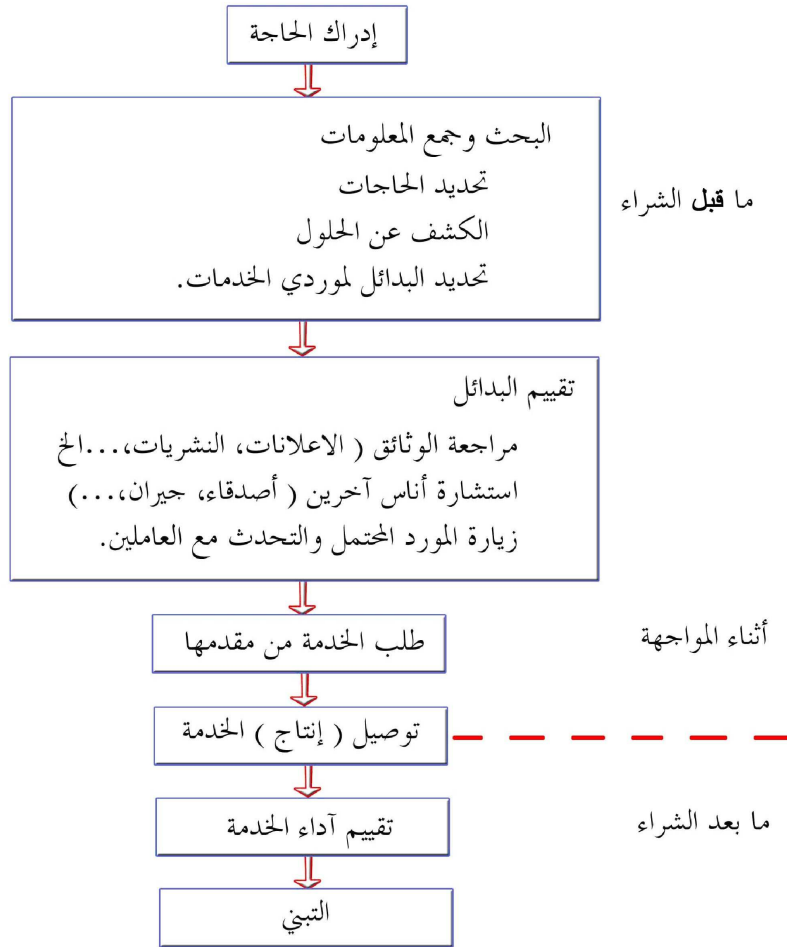 إدراك الحاجة
البحث وجمع المعلومات
تحديد الحاجات
الكشف عن الحلول
تحديد البدائل لموردي الخدمات.
ما قبل الشراء
تقييم البدائل
مراجعة الوثائق ( الاعلانات، النشريات،...الخ
استشارة أناس آخرين ( أصدقاء، جيران،...)
زيارة المورد المحتمل والتحدث مع العاملين.
طلب الخدمة من مقدمها
أثناء المواجهة
توصيل ( إنتاج ) الخدمة
تقييم آداء الخدمة
ما بعد الشراء
التبني